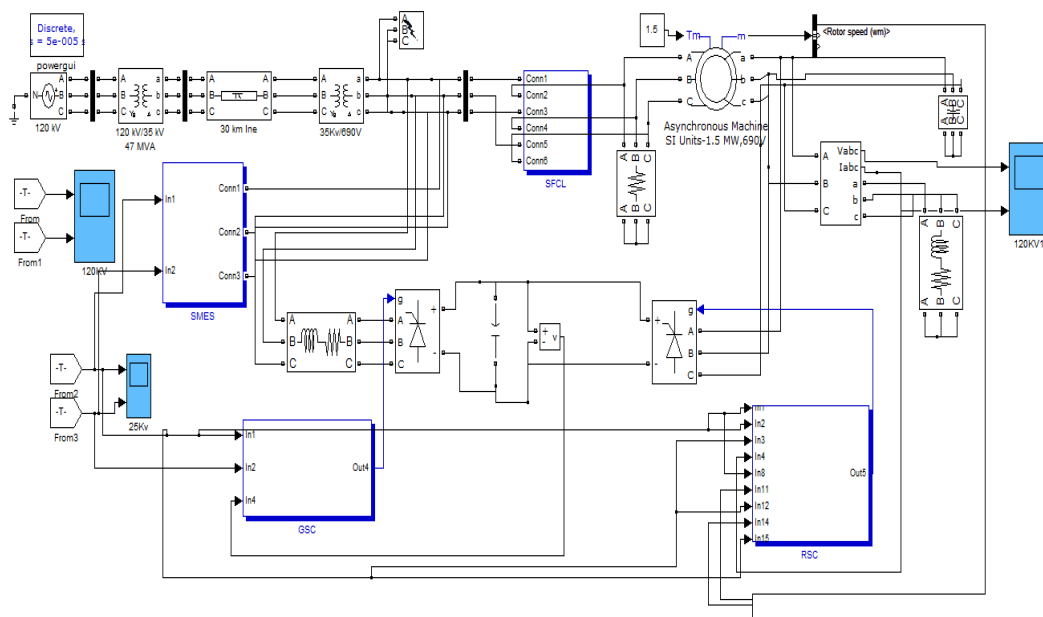 Discrete,
s = 5e-005 s
powergui
A
B
C
1.5
Tm
m
<Rotor speed (wm)>
N
A
B
C
120 kV
A
B
C
a
b
c
120 kV/35 kV
47 MVA
A
B
C
A
B
C
30 km lne
A
B
C
a
b
c
35Kv/690V
Conn1
Conn2
Conn3
Conn4
Conn5
Conn6
SFCL
A
B
C
a
b
c
Asynchronous Machine
SI Units-1.5 MW,690V
A B C
A B C
A B C
A B C
A
B
C
Vabc
Iabc
a
b
c
120KV1
A B C
A B C
-T-
From
-T-
From1
120KV
In1
In2
Conn1
Conn2
Conn3
SMES
A
B
C
A
B
C
g
A
B
C
+
-
+
-
v
+
-
g
A
B
C
-T-
From2
-T-
From3
25Kv
In1
In2
In4
Out4
GSC
In1
In2
In3
In4
In8
In11
In12
In14
In15
Out5
RSC